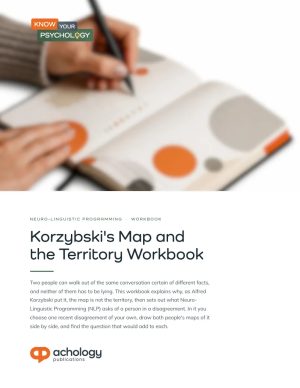 KNOW YOUR
PSYCHOLOGY
NEURO-LINGUISTIC PROGRAMMING · WORKBOOK
Korzybski's Map and
the Territory Workbook
Two people can walk out of the same conversation certain of different facts,
and neither of them has to be lying. This workbook explains why, as Alfred
Korzybski put it, the map is not the territory, then sets out what Neuro-
Linguistic Programming (NLP) asks of a person in a disagreement. In it you
choose one recent disagreement of your own, draw both people's maps of it
side by side, and find the question that would add to each.
achology
publications